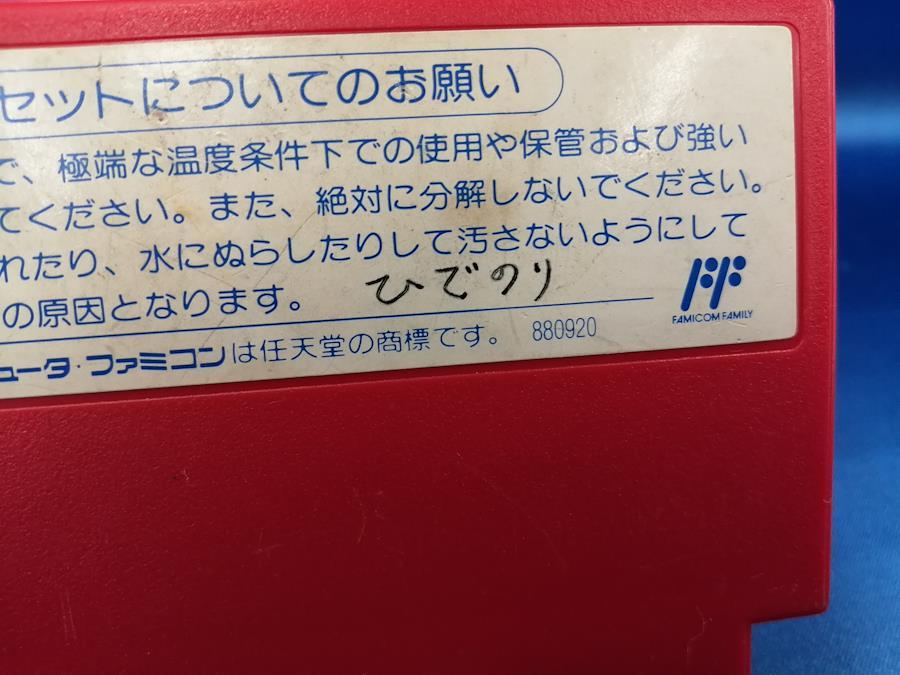 セットについてのお願い
で、極端な温度条件下での使用や保管および強い
てください。また、絶対に分解しないでください。
れたり、水にぬらしたりして汚さないようにして
の原因となります。
ひでのり
ュータ・ファミコンは任天堂の商標です。 880920
FF
FAMICOM FAMILY